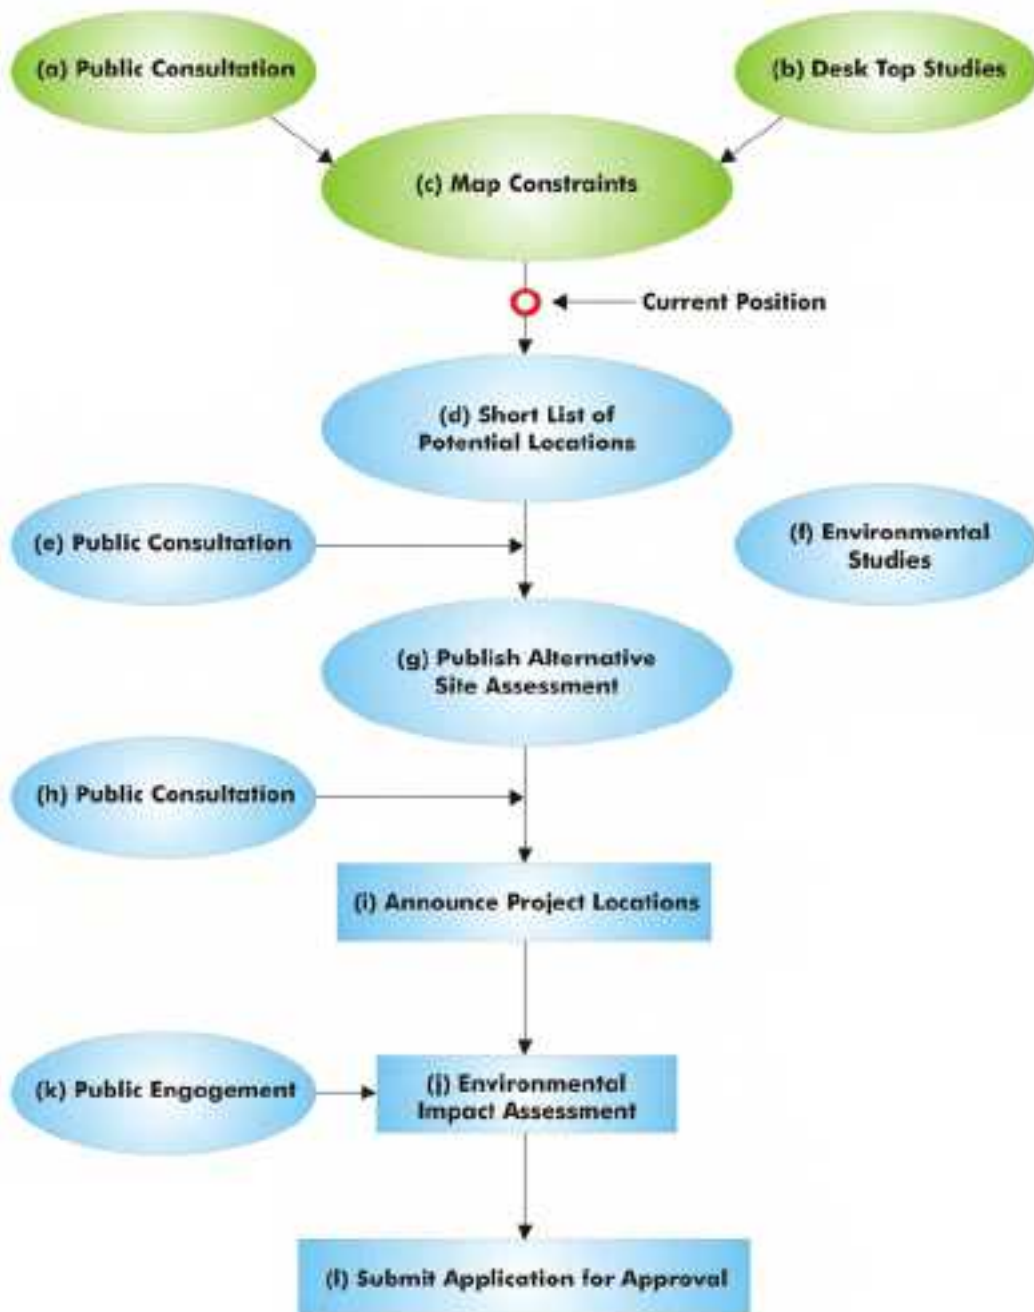 (a) Public Consultation
(b) Desk Top Studies
(c) Map Constraints
Current Position
(d) Short List of
Potential Locations
(e) Public Consultation
(f) Environmental
Studies
(g) Publish Alternative
Site Assessment
(h) Public Consultation
(i) Announce Project Locations
(k) Public Engagement
(j) Environmental
Impact Assessment
(l) Submit Application for Approval